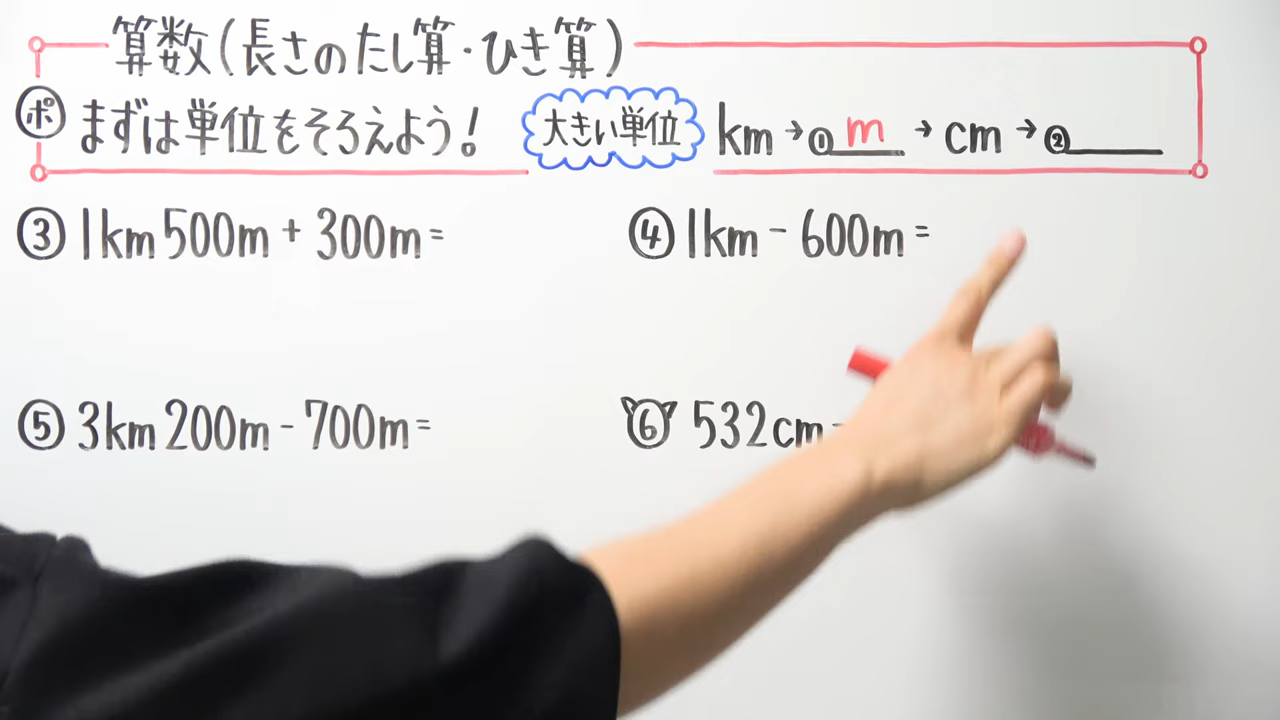 算数(長さのたし算・ひき算)
ポ まずは単位をそろえよう! 大きい単位 km→① m →cm→②
③ 1km500m+300m=
④ 1km-600m=
⑤ 3km200m-700m=
⑥ 532cm-